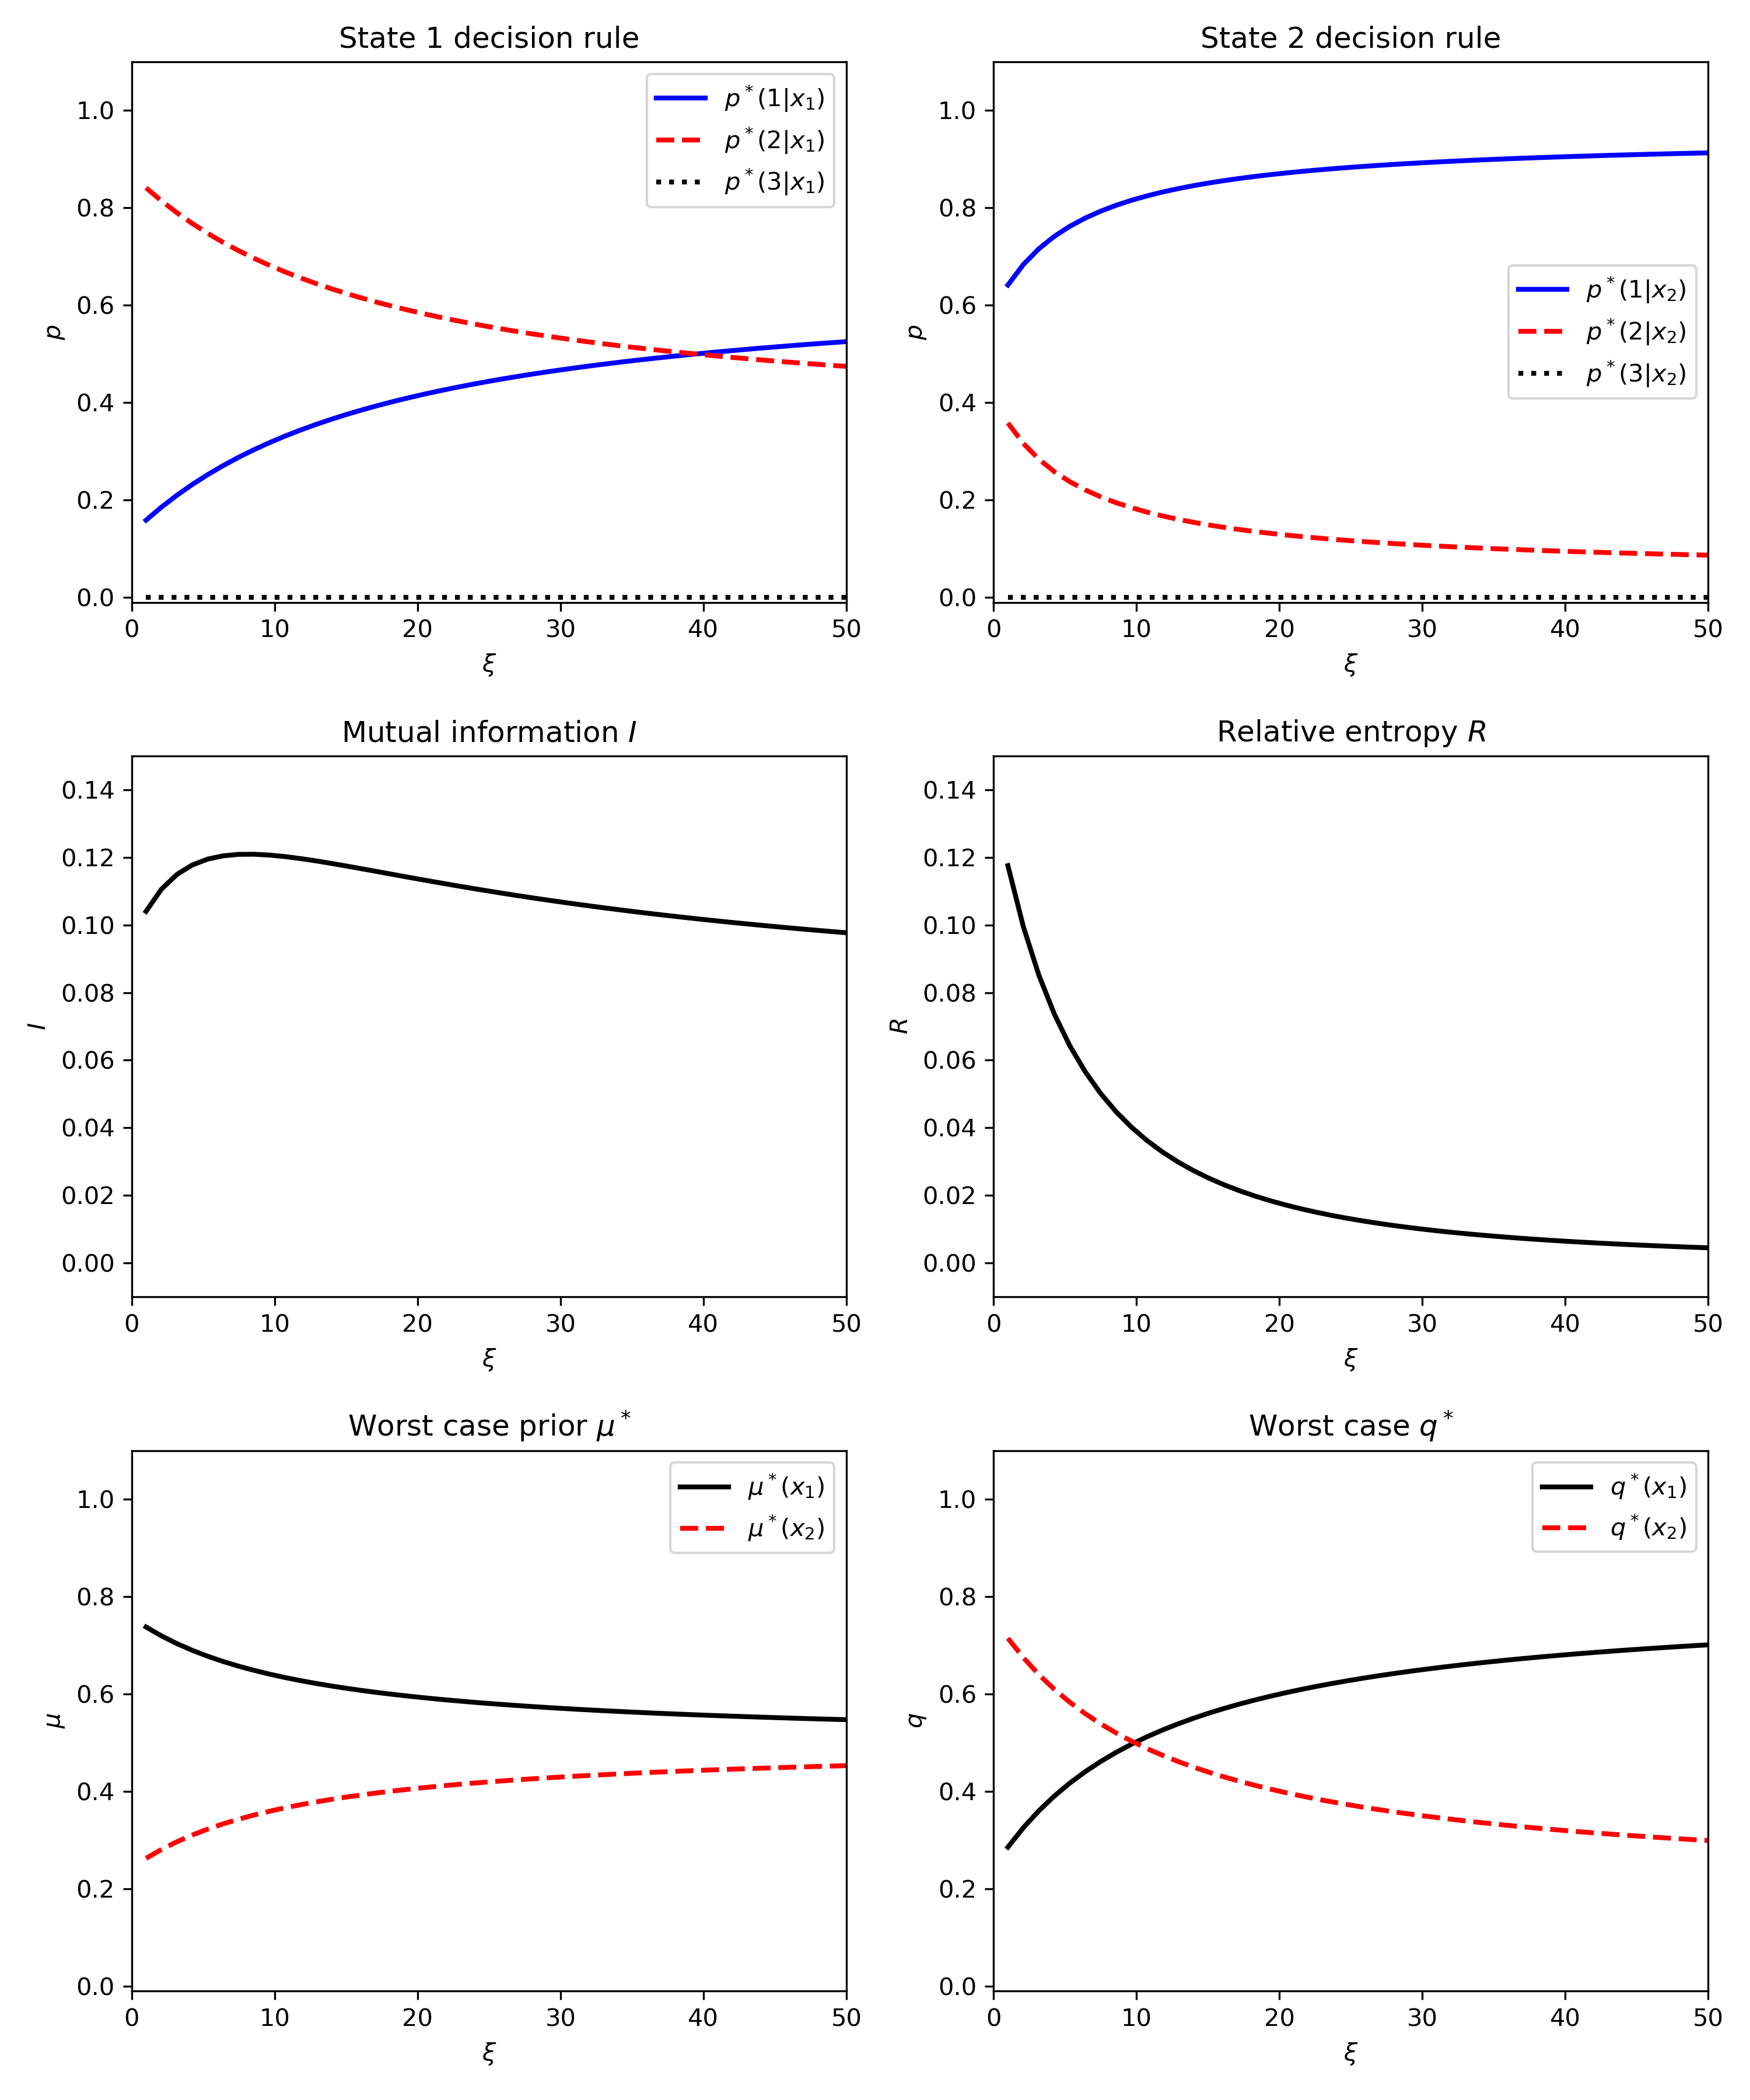 State 1 decision rule
p
1.0
0.8
0.6
0.4
0.2
0.0
p*(1|x₁)
p*(2|x₁)
p*(3|x₁)
0 10 20 30 40 50
ξ
State 2 decision rule
p
1.0
0.8
0.6
0.4
0.2
0.0
p*(1|x₂)
p*(2|x₂)
p*(3|x₂)
0 10 20 30 40 50
ξ
Mutual information I
I
0.14
0.12
0.10
0.08
0.06
0.04
0.02
0.00
0 10 20 30 40 50
ξ
Relative entropy R
R
0.14
0.12
0.10
0.08
0.06
0.04
0.02
0.00
0 10 20 30 40 50
ξ
Worst case prior μ*
μ
1.0
0.8
0.6
0.4
0.2
0.0
μ*(x₁)
μ*(x₂)
0 10 20 30 40 50
ξ
Worst case q*
q
1.0
0.8
0.6
0.4
0.2
0.0
q*(x₁)
q*(x₂)
0 10 20 30 40 50
ξ